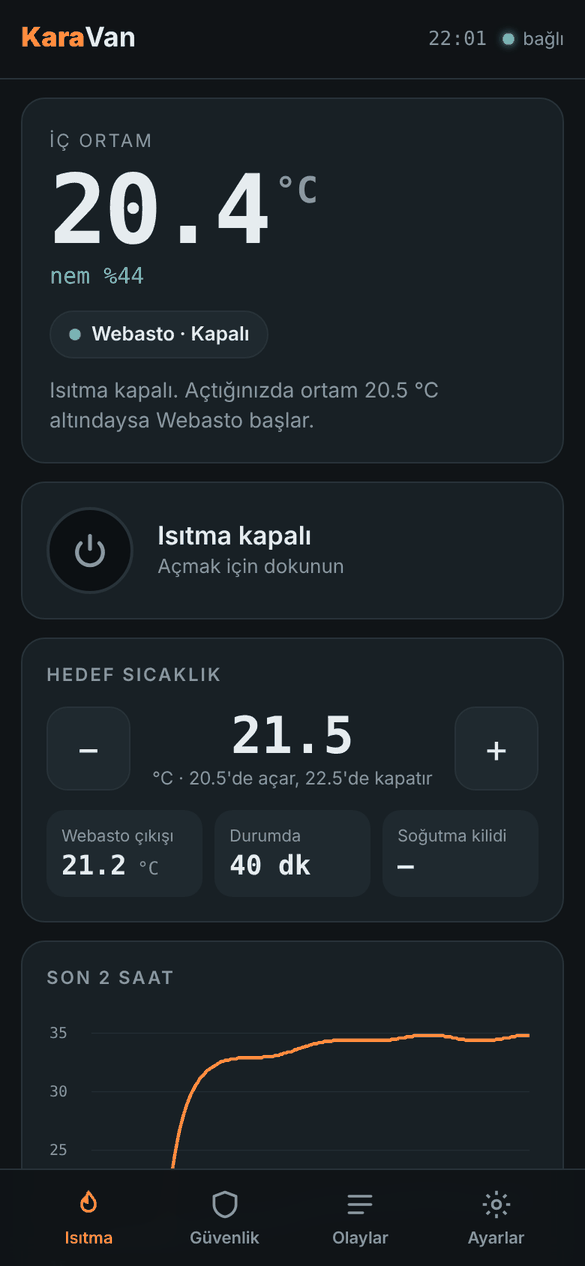 KaraVan
22:01 bağlı
İÇ ORTAM
20.4 °C
nem %44
Webasto · Kapalı
Isıtma kapalı. Açtığınızda ortam 20.5 °C
altındaysa Webasto başlar.
Isıtma kapalı
Açmak için dokunun
HEDEF SICAKLIK
−
21.5
+
°C · 20.5'de açar, 22.5'de kapatır
Webasto çıkışı
21.2 °C
Durumda
40 dk
Soğutma kilidi
—
SON 2 SAAT
35
30
25
Isıtma
Güvenlik
Olaylar
Ayarlar